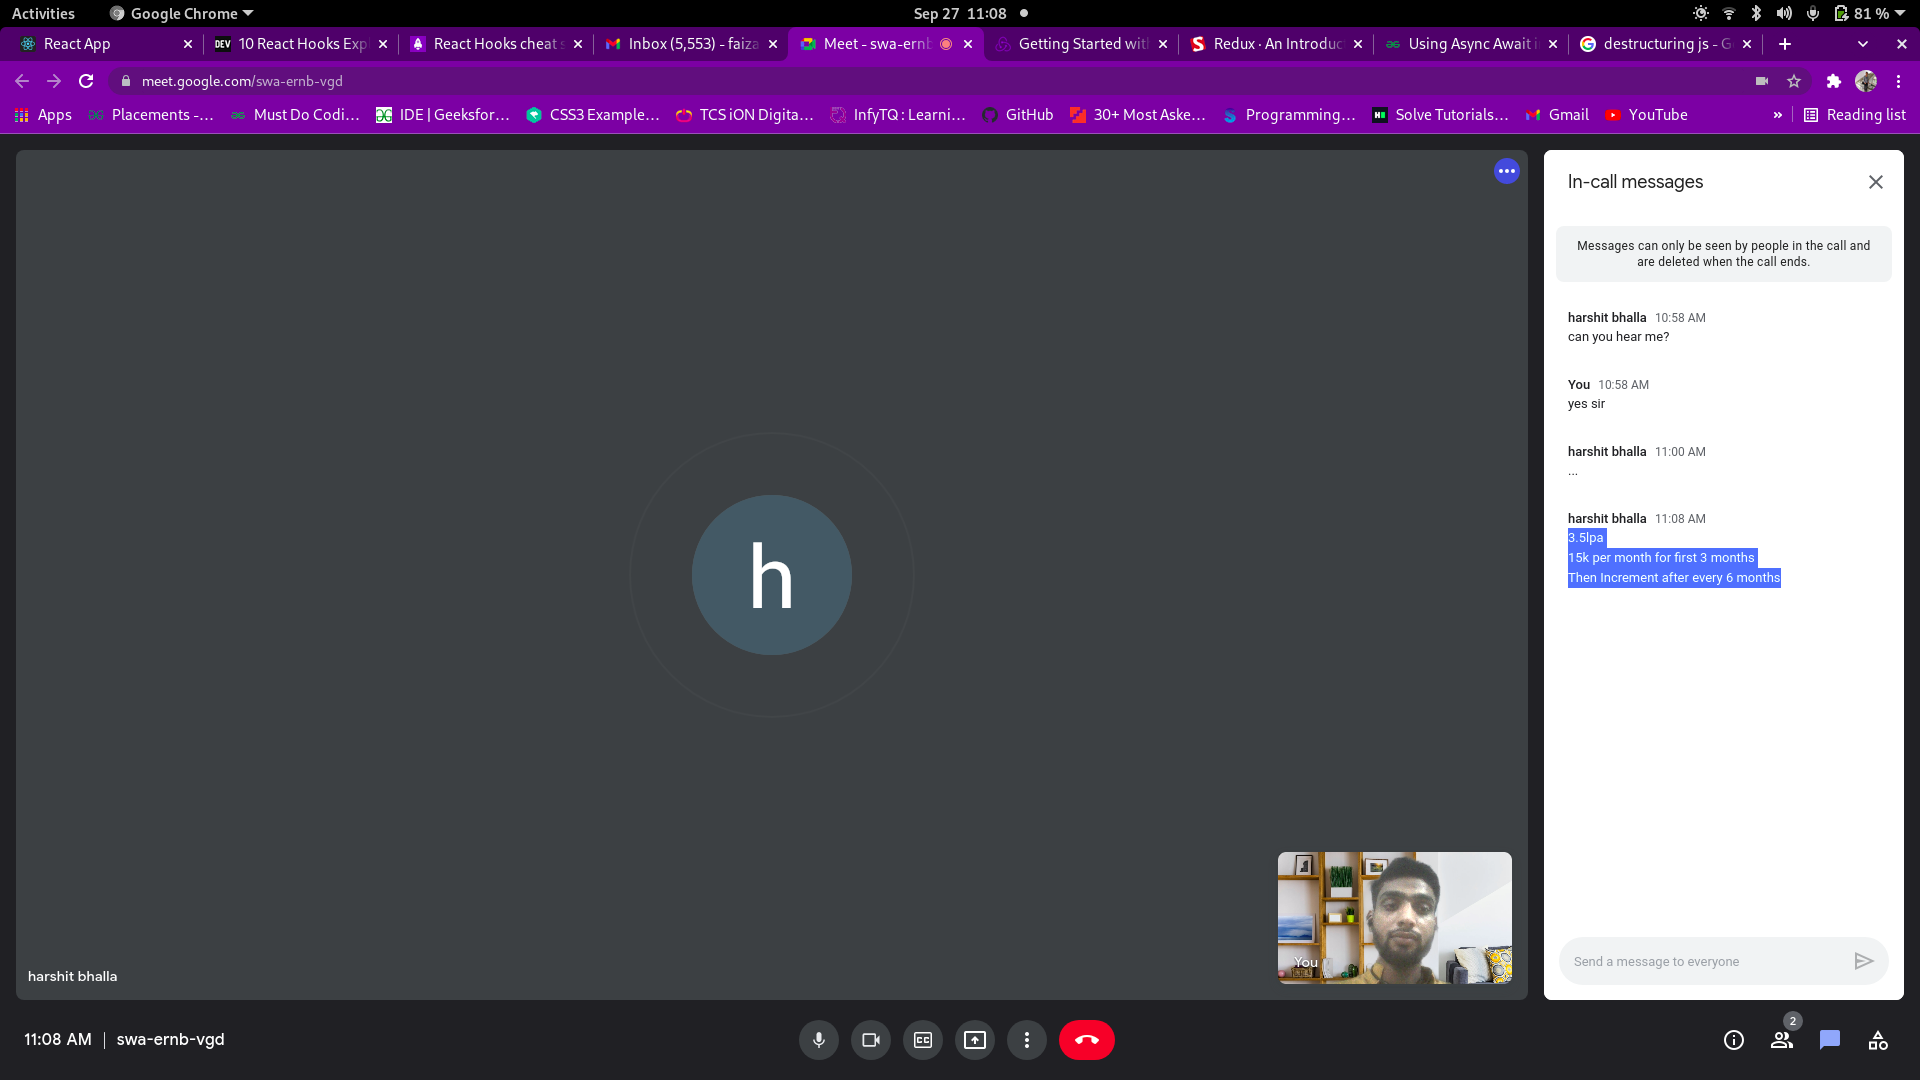 Activities
Google Chrome
Sep 27 11:08
81 %
React App
10 React Hooks Exp
React Hooks cheat s
Inbox (5,553) - faiza
Meet - swa-ernb
Getting Started wit
Redux · An Introduc
Using Async Await i
destructuring js - G
meet.google.com/swa-ernb-vgd
Apps
Placements -...
Must Do Codi...
IDE | Geeksfor...
CSS3 Example...
TCS iON Digita...
InfyTQ : Learni...
GitHub
30+ Most Aske...
Programming...
Solve Tutorials...
Gmail
YouTube
»
Reading list
In-call messages
Messages can only be seen by people in the call and
are deleted when the call ends.
harshit bhalla 10:58 AM
can you hear me?
You 10:58 AM
yes sir
harshit bhalla 11:00 AM
...
harshit bhalla 11:08 AM
3.5lpa
15k per month for first 3 months
Then Increment after every 6 months
h
You
harshit bhalla
Send a message to everyone
11:08 AM | swa-ernb-vgd
2